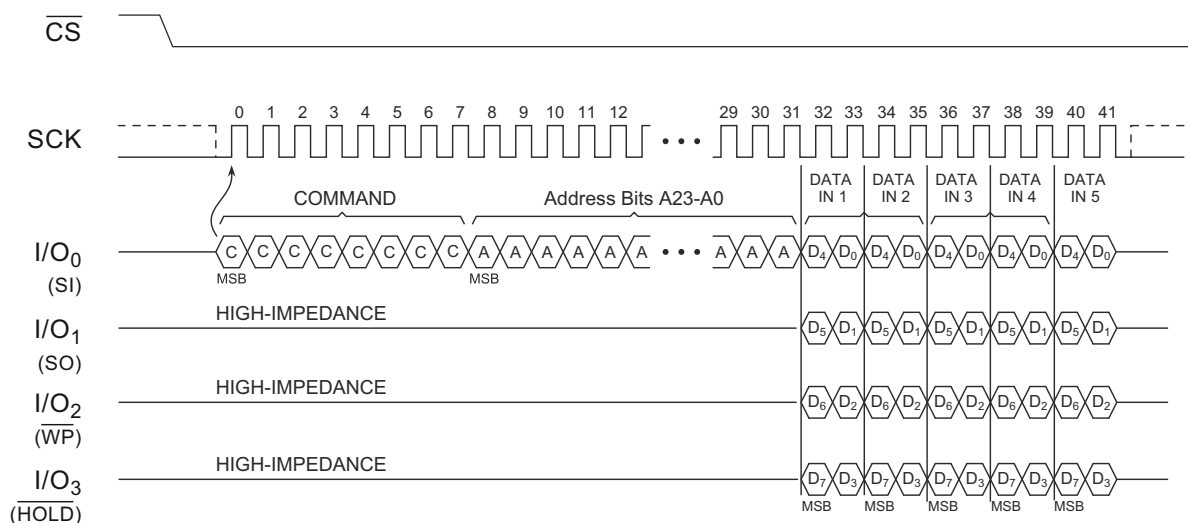 CS
0 1 2 3 4 5 6 7 8 9 10 11 12 29 30 31 32 33 34 35 36 37 38 39 40 41
SCK
COMMAND
Address Bits A23-A0
DATA IN 1
DATA IN 2
DATA IN 3
DATA IN 4
DATA IN 5
I/O0 (SI)
C C C C C C C C A A A A A A A A A D4 D0 D4 D0 D4 D0 D4 D0 D4 D0
MSB MSB
HIGH-IMPEDANCE
I/O1 (SO)
D5 D1 D5 D1 D5 D1 D5 D1 D5 D1
HIGH-IMPEDANCE
I/O2 (WP)
D6 D2 D6 D2 D6 D2 D6 D2 D6 D2
HIGH-IMPEDANCE
I/O3 (HOLD)
D7 D3 D7 D3 D7 D3 D7 D3 D7 D3
MSB MSB MSB MSB MSB